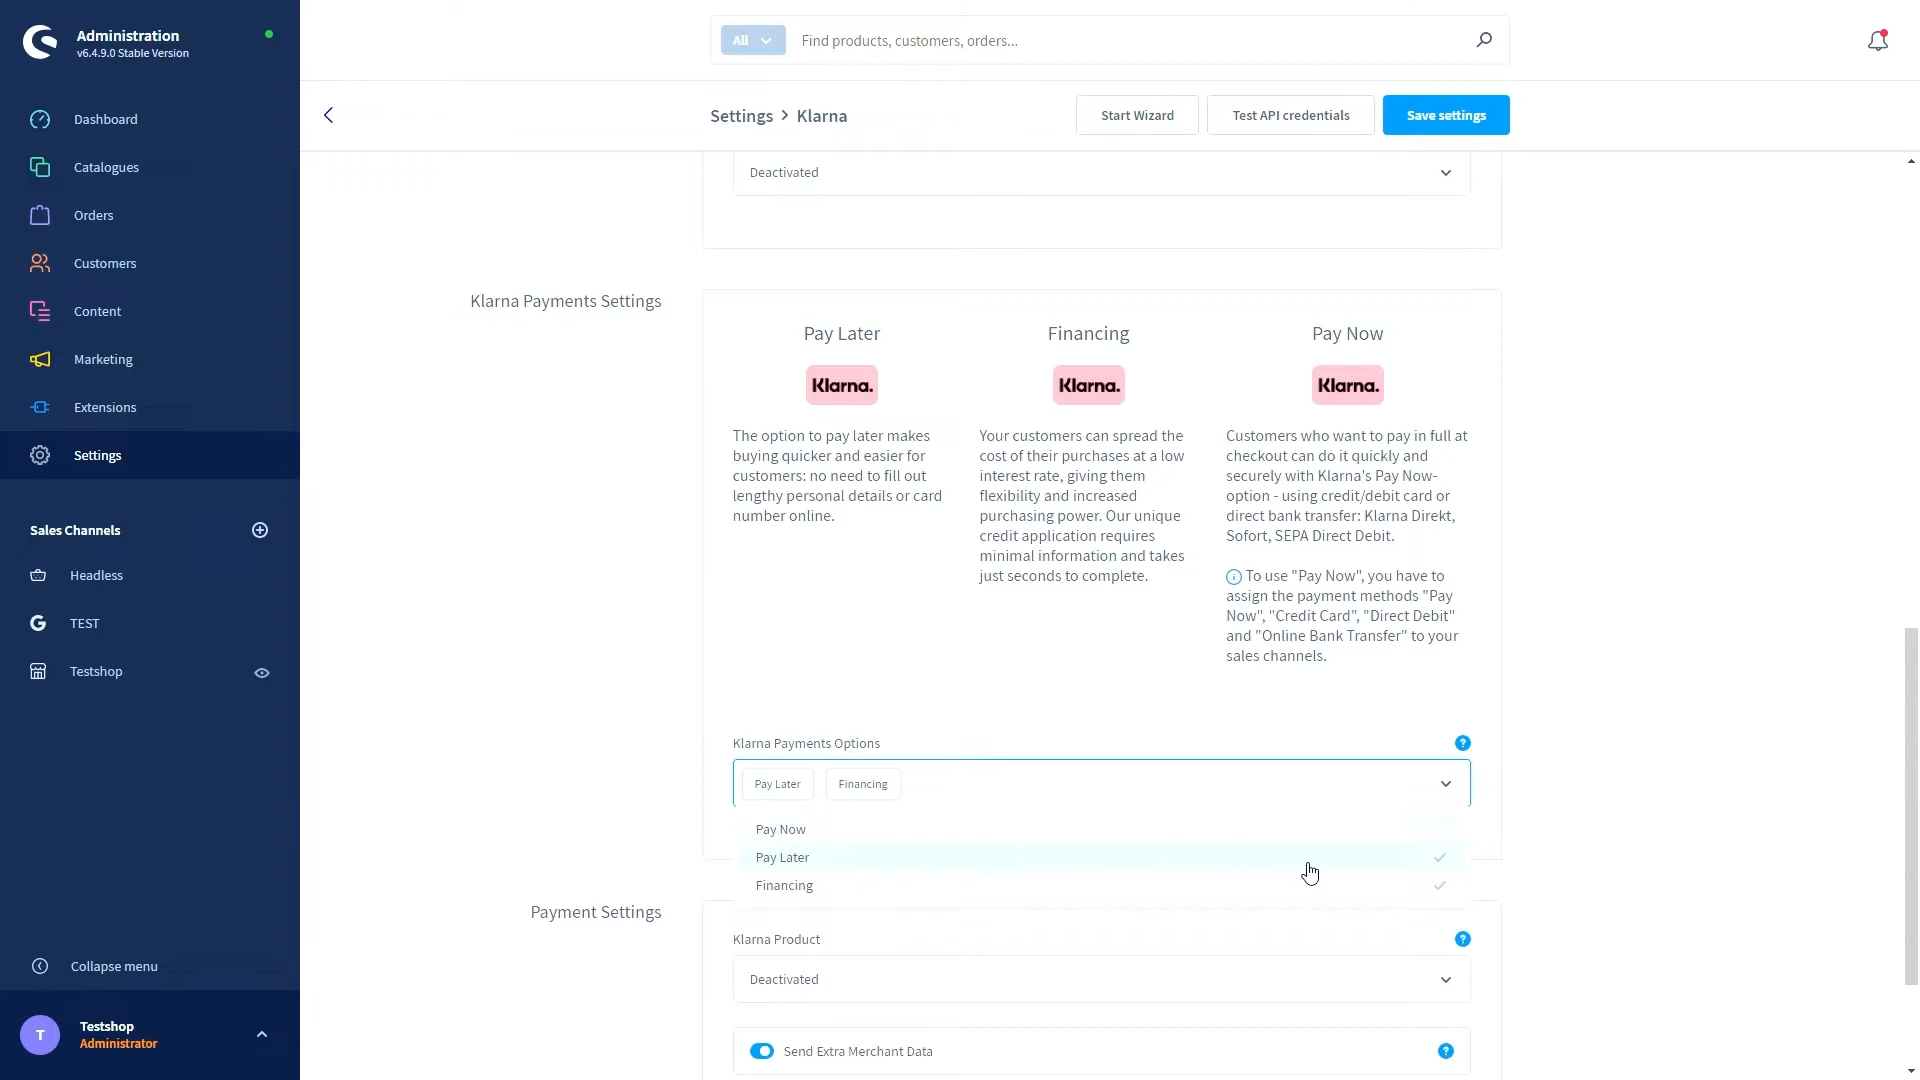 Administration
v6.4.9.0 Stable Version
All
Find products, customers, orders...
Dashboard
Catalogues
Orders
Customers
Content
Marketing
Extensions
Settings
Sales Channels
Headless
TEST
Testshop
Collapse menu
T
Testshop
Administrator
Settings > Klarna
Start Wizard
Test API credentials
Save settings
Deactivated
Klarna Payments Settings
Pay Later
Klarna.
The option to pay later makes
buying quicker and easier for
customers: no need to fill out
lengthy personal details or card
number online.
Financing
Klarna.
Your customers can spread the
cost of their purchases at a low
interest rate, giving them
flexibility and increased
purchasing power. Our unique
credit application requires
minimal information and takes
just seconds to complete.
Pay Now
Klarna.
Customers who want to pay in full at
checkout can do it quickly and
securely with Klarna's Pay Now-
option - using credit/debit card or
direct bank transfer: Klarna Direkt,
Sofort, SEPA Direct Debit.
To use "Pay Now", you have to
assign the payment methods "Pay
Now", "Credit Card", "Direct Debit"
and "Online Bank Transfer" to your
sales channels.
Klarna Payments Options
Pay Later
Financing
Pay Now
Pay Later
Financing
Payment Settings
Klarna Product
Deactivated
Send Extra Merchant Data